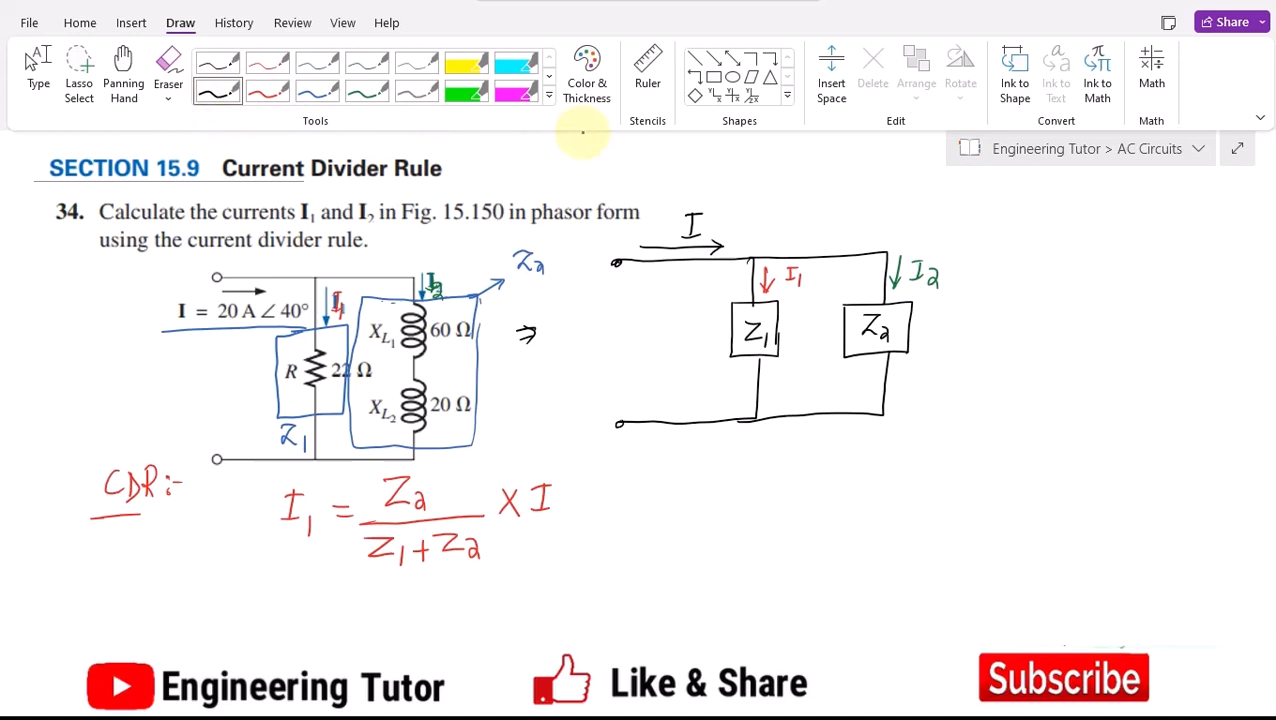 File Home Insert Draw History Review View Help Share
Type Lasso Select Panning Hand Eraser Color & Thickness Ruler Insert Space Delete Arrange Rotate Ink to Shape Ink to Text Ink to Math Math
Tools Stencils Shapes Edit Convert Math
Engineering Tutor > AC Circuits
SECTION 15.9 Current Divider Rule
34. Calculate the currents I₁ and I₂ in Fig. 15.150 in phasor form
using the current divider rule.
I
Z2
I1
I2
I1
I2
I = 20 A ∠ 40°
XL1 60 Ω
⇒
Z1
Z2
R 22 Ω
XL2 20 Ω
Z1
CDR:-
I1 = Z2 / Z1 + Z2 X I
Engineering Tutor
Like & Share
Subscribe